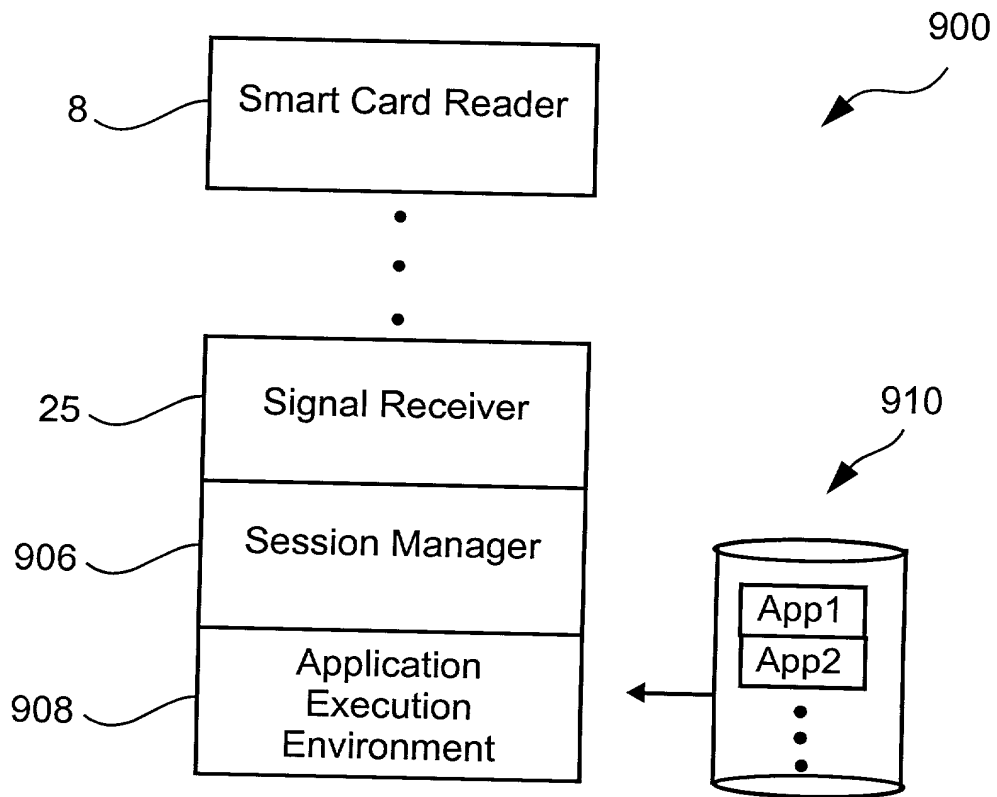 900
8
Smart Card Reader
25
Signal Receiver
910
906
Session Manager
App1
App2
908
Application
Execution
Environment